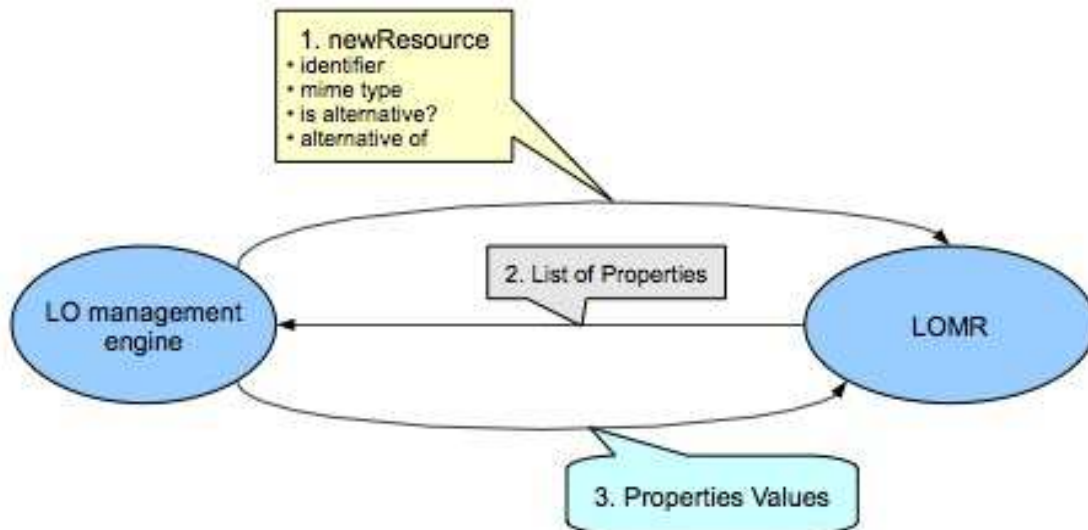 1. newResource
• identifier
• mime type
• is alternative?
• alternative of
2. List of Properties
LO management
engine
LOMR
3. Properties Values